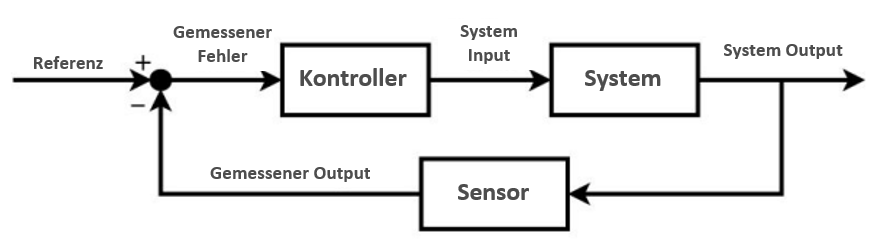 Referenz
+
−
Gemessener
Fehler
Kontroller
System
Input
System
System Output
Gemessener Output
Sensor